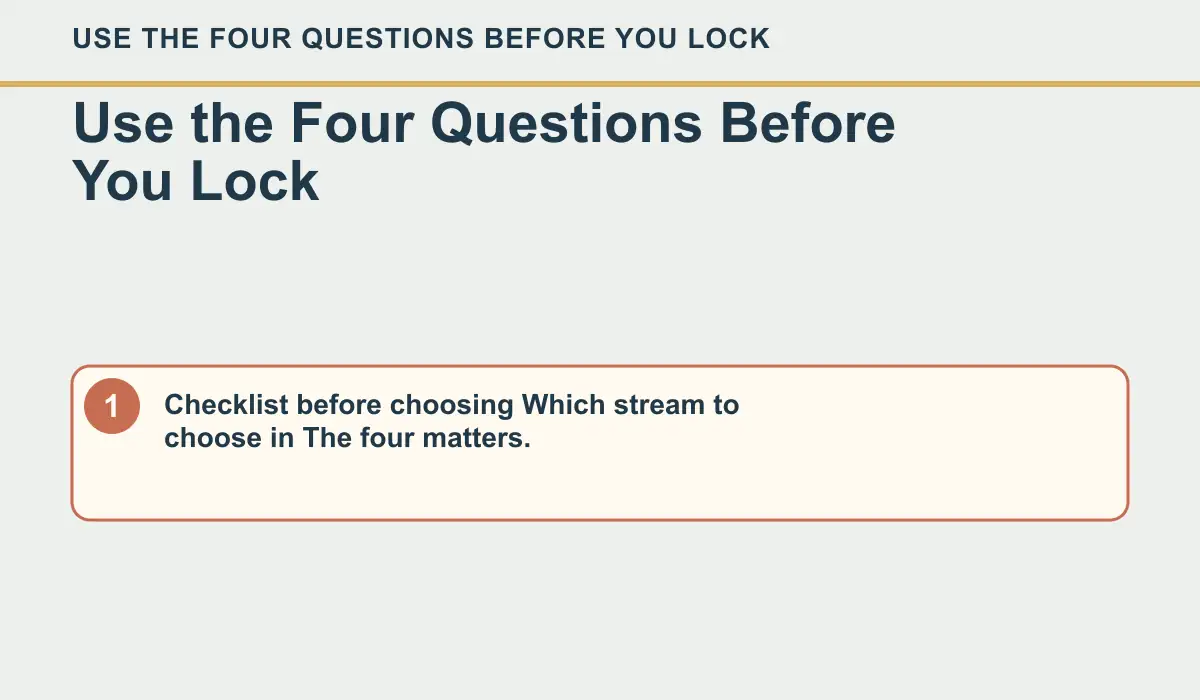 USE THE FOUR QUESTIONS BEFORE YOU LOCK
Use the Four Questions Before
You Lock
1
Checklist before choosing Which stream to
choose in The four matters.